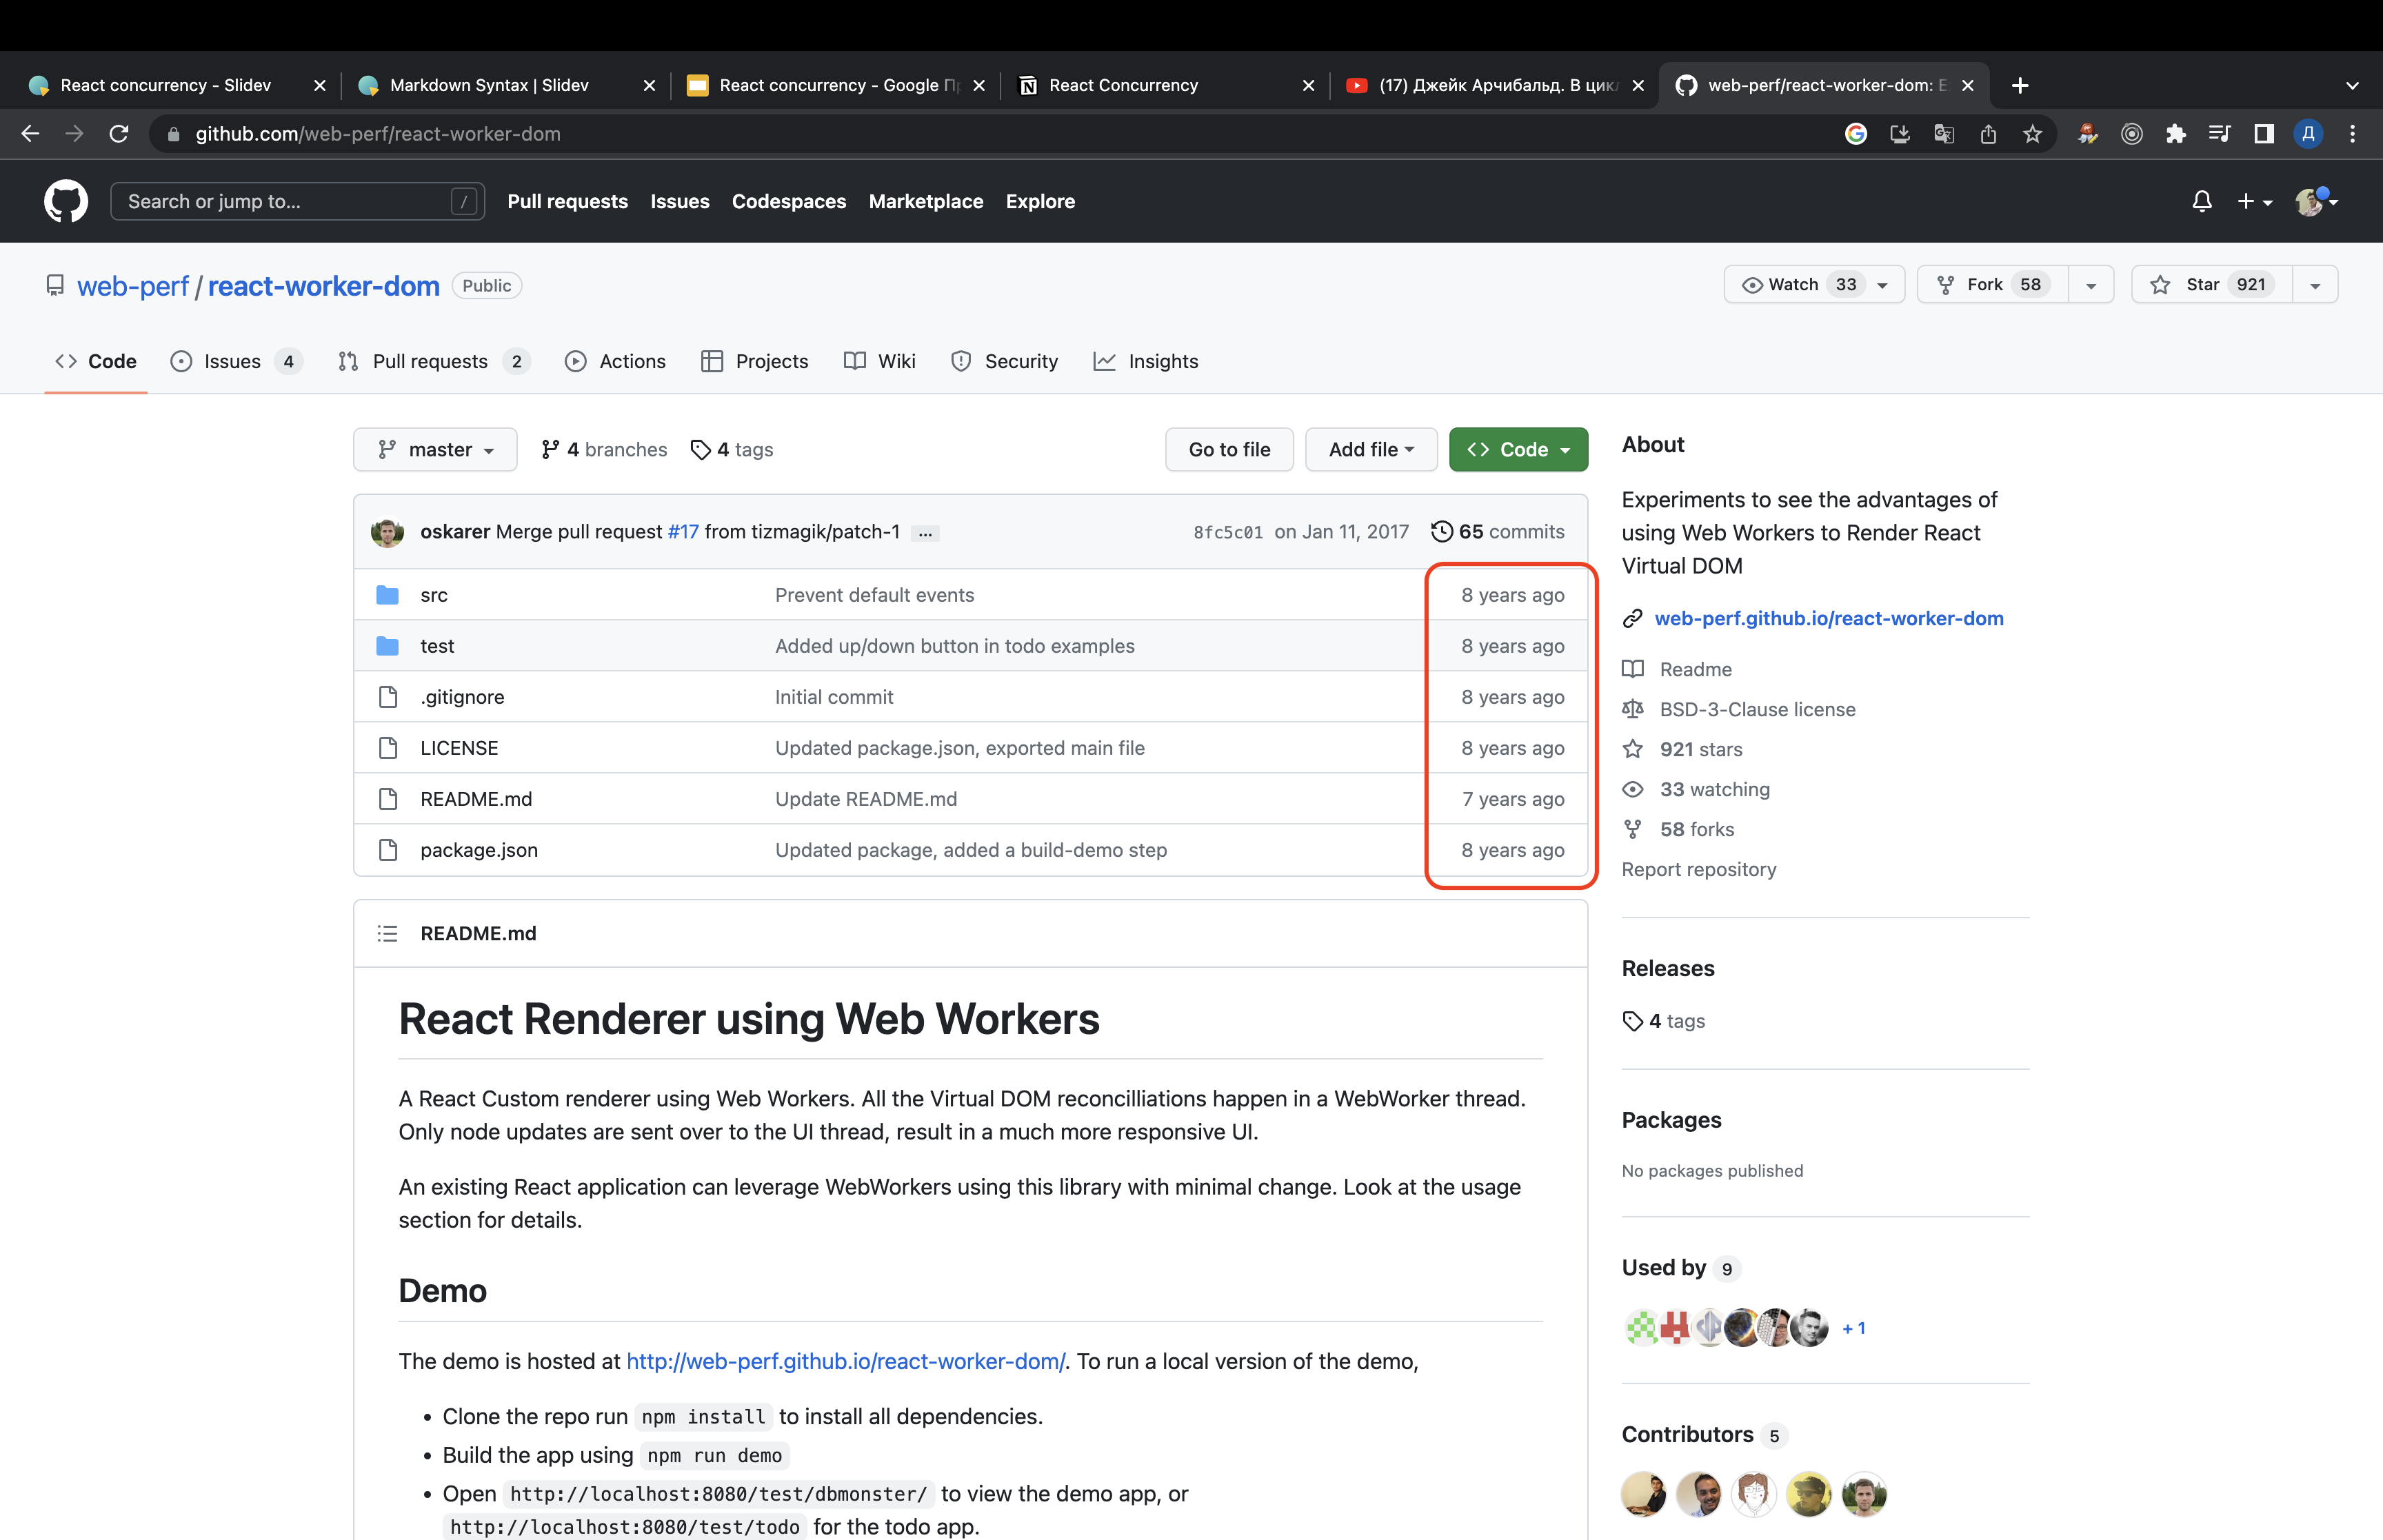 React concurrency - Slidev
Markdown Syntax | Slidev
React concurrency - Google П
React Concurrency
(17) Джейк Арчибальд. В цик
web-perf/react-worker-dom: E
github.com/web-perf/react-worker-dom
Д
Search or jump to...
/
Pull requests
Issues
Codespaces
Marketplace
Explore
web-perf / react-worker-dom
Public
Watch 33
Fork 58
Star 921
Code
Issues 4
Pull requests 2
Actions
Projects
Wiki
Security
Insights
master
4 branches
4 tags
Go to file
Add file
Code
oskarer Merge pull request #17 from tizmagik/patch-1 ...
8fc5c01 on Jan 11, 2017
65 commits
src Prevent default events 8 years ago
test Added up/down button in todo examples 8 years ago
.gitignore Initial commit 8 years ago
LICENSE Updated package.json, exported main file 8 years ago
README.md Update README.md 7 years ago
package.json Updated package, added a build-demo step 8 years ago
README.md
React Renderer using Web Workers
A React Custom renderer using Web Workers. All the Virtual DOM reconcilliations happen in a WebWorker thread.
Only node updates are sent over to the UI thread, result in a much more responsive UI.
An existing React application can leverage WebWorkers using this library with minimal change. Look at the usage
section for details.
Demo
The demo is hosted at http://web-perf.github.io/react-worker-dom/. To run a local version of the demo,
• Clone the repo run npm install to install all dependencies.
• Build the app using npm run demo
• Open http://localhost:8080/test/dbmonster/ to view the demo app, or
http://localhost:8080/test/todo for the todo app.
About
Experiments to see the advantages of
using Web Workers to Render React
Virtual DOM
web-perf.github.io/react-worker-dom
Readme
BSD-3-Clause license
921 stars
33 watching
58 forks
Report repository
Releases
4 tags
Packages
No packages published
Used by 9
+ 1
Contributors 5